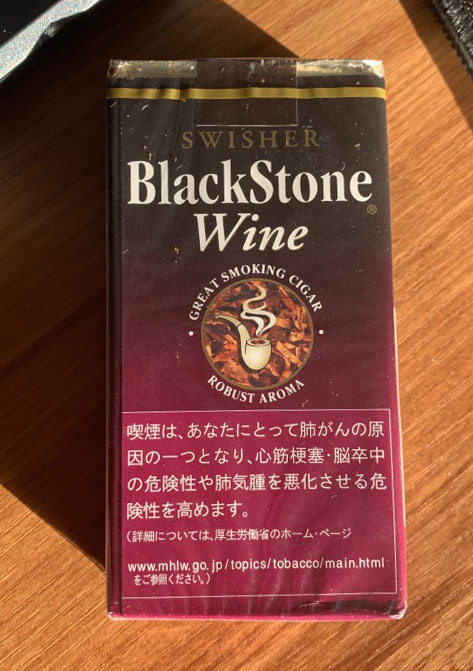 SWISHER
BlackStone
®
Wine
GREAT SMOKING CIGAR
ROBUST AROMA
喫煙は、あなたにとって肺がんの原
因の一つとなり、心筋梗塞・脳卒中
の危険性や肺気腫を悪化させる危
険性を高めます。
(詳細については、厚生労働省のホーム・ページ
www.mhlw.go.jp/topics/tobacco/main.html
をご参照ください。)